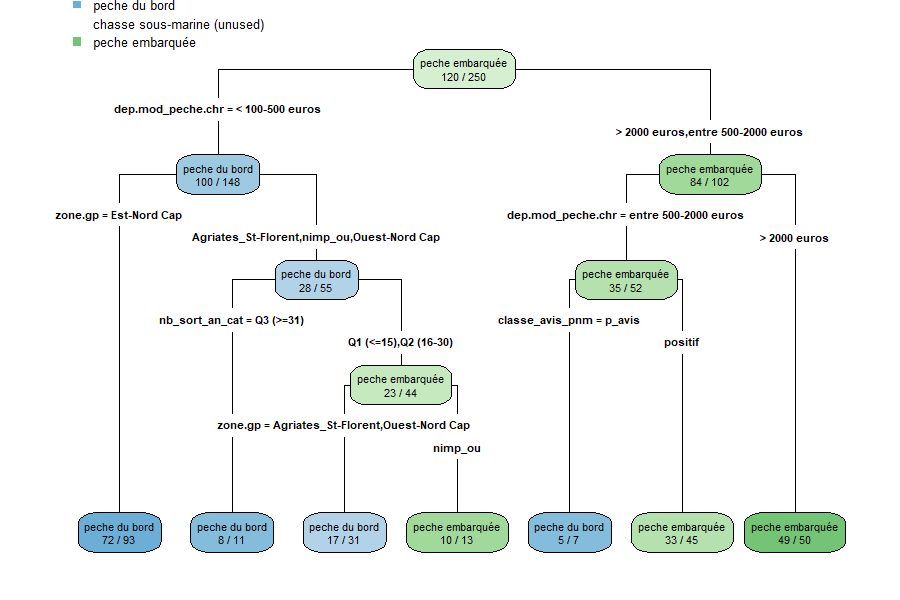 peche du bord
chasse sous-marine (unused)
peche embarquée
peche embarquée
120 / 250
dep.mod_peche.chr = < 100-500 euros
> 2000 euros,entre 500-2000 euros
peche du bord
100 / 148
peche embarquée
84 / 102
zone.gp = Est-Nord Cap
dep.mod_peche.chr = entre 500-2000 euros
Agriates_St-Florent,nimp_ou,Ouest-Nord Cap
> 2000 euros
peche du bord
28 / 55
peche embarquée
35 / 52
nb_sort_an_cat = Q3 (>=31)
classe_avis_pnm = p_avis
Q1 (<=15),Q2 (16-30)
positif
peche embarquée
23 / 44
zone.gp = Agriates_St-Florent,Ouest-Nord Cap
nimp_ou
peche du bord
72 / 93
peche du bord
8 / 11
peche du bord
17 / 31
peche embarquée
10 / 13
peche du bord
5 / 7
peche embarquée
33 / 45
peche embarquée
49 / 50